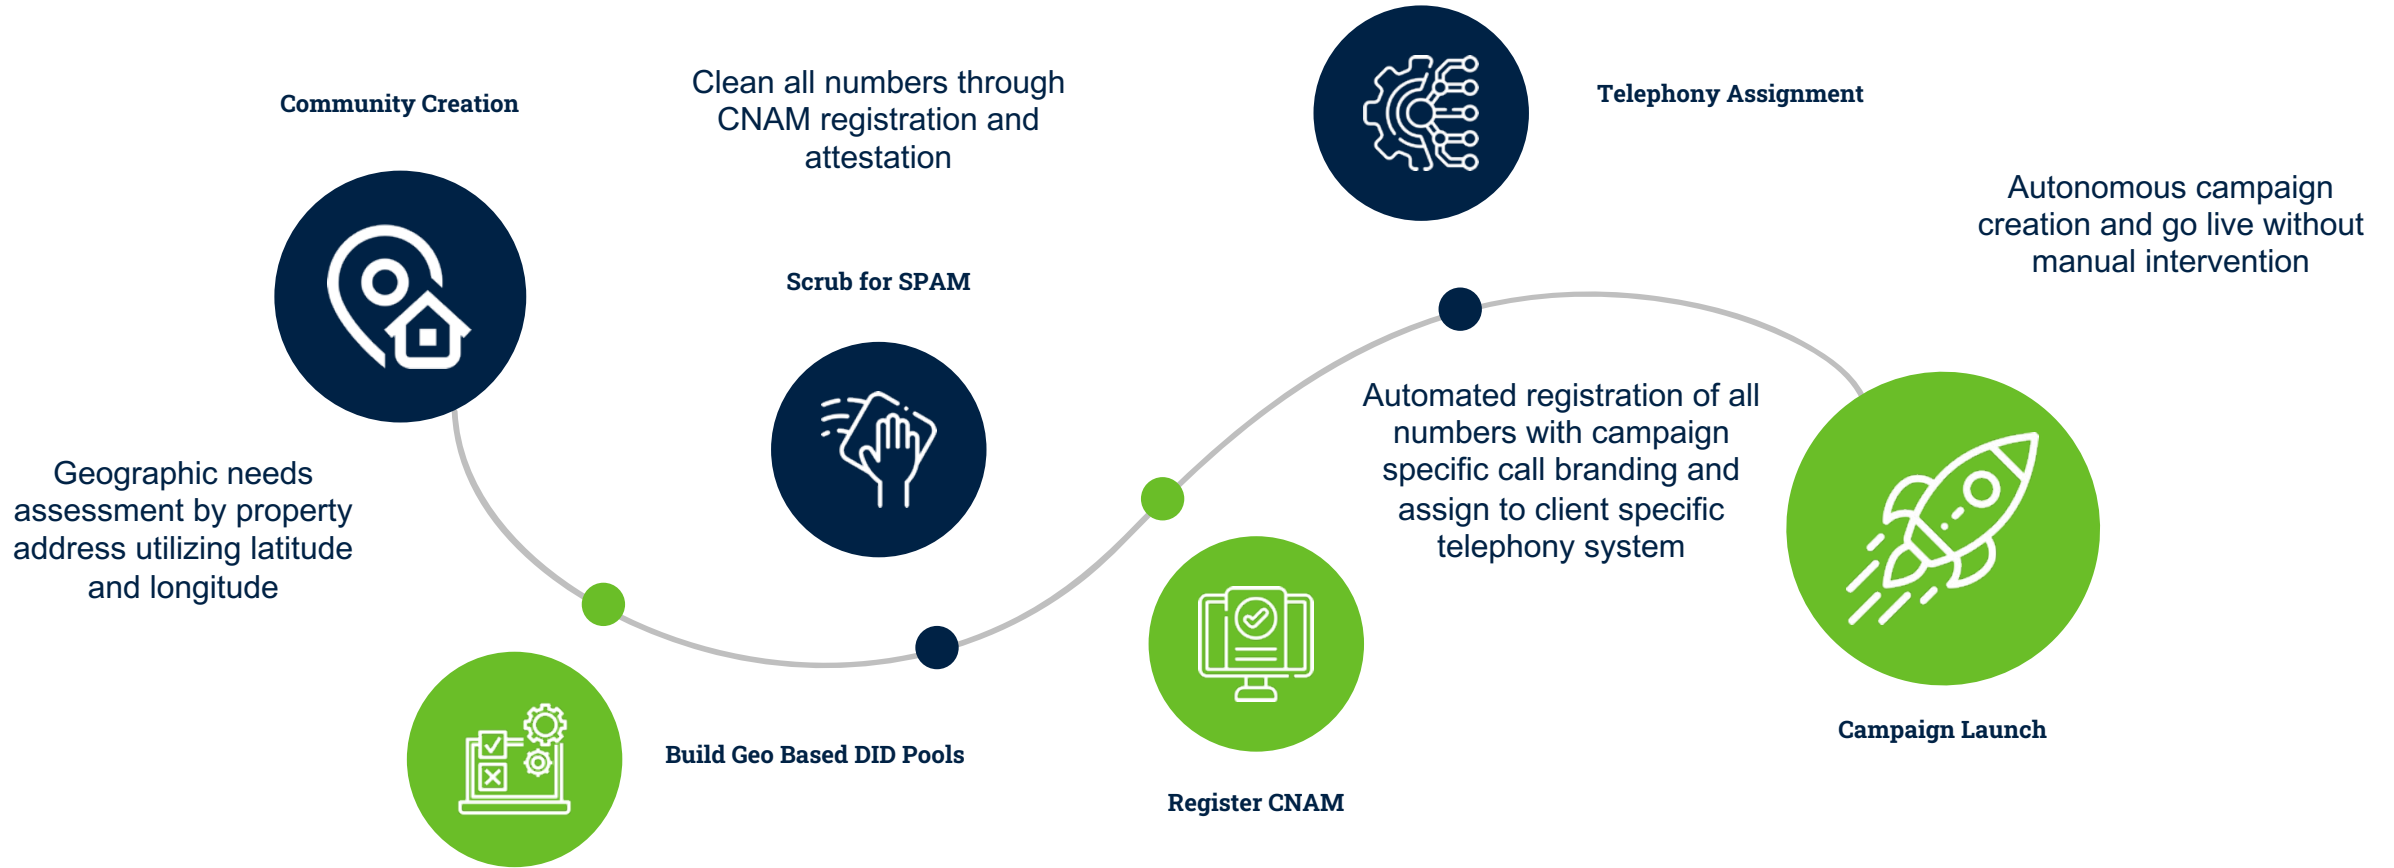 Community Creation
Geographic needs
assessment by property
address utilizing latitude
and longitude
Build Geo Based DID Pools
Clean all numbers through
CNAM registration and
attestation
Scrub for SPAM
Register CNAM
Telephony Assignment
Automated registration of all
numbers with campaign
specific call branding and
assign to client specific
telephony system
Autonomous campaign
creation and go live without
manual intervention
Campaign Launch